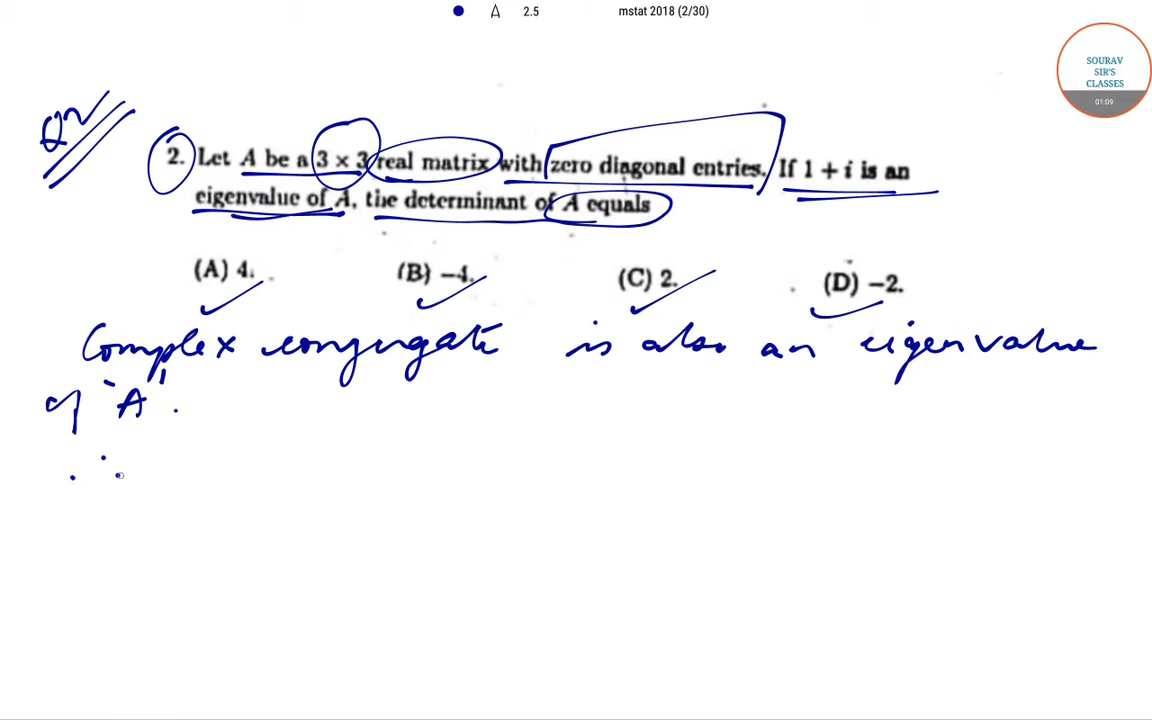 2.5 mstat 2018 (2/30)
SOURAV
SIR'S
CLASSES
01:09
2. Let A be a 3 × 3 real matrix with zero diagonal entries. If 1 + i is an
eigenvalue of A, the determinant of A equals
(A) 4. (B) −4. (C) 2. (D) −2.
Complex conjugate is also an eigenvalue
of "A".
∴